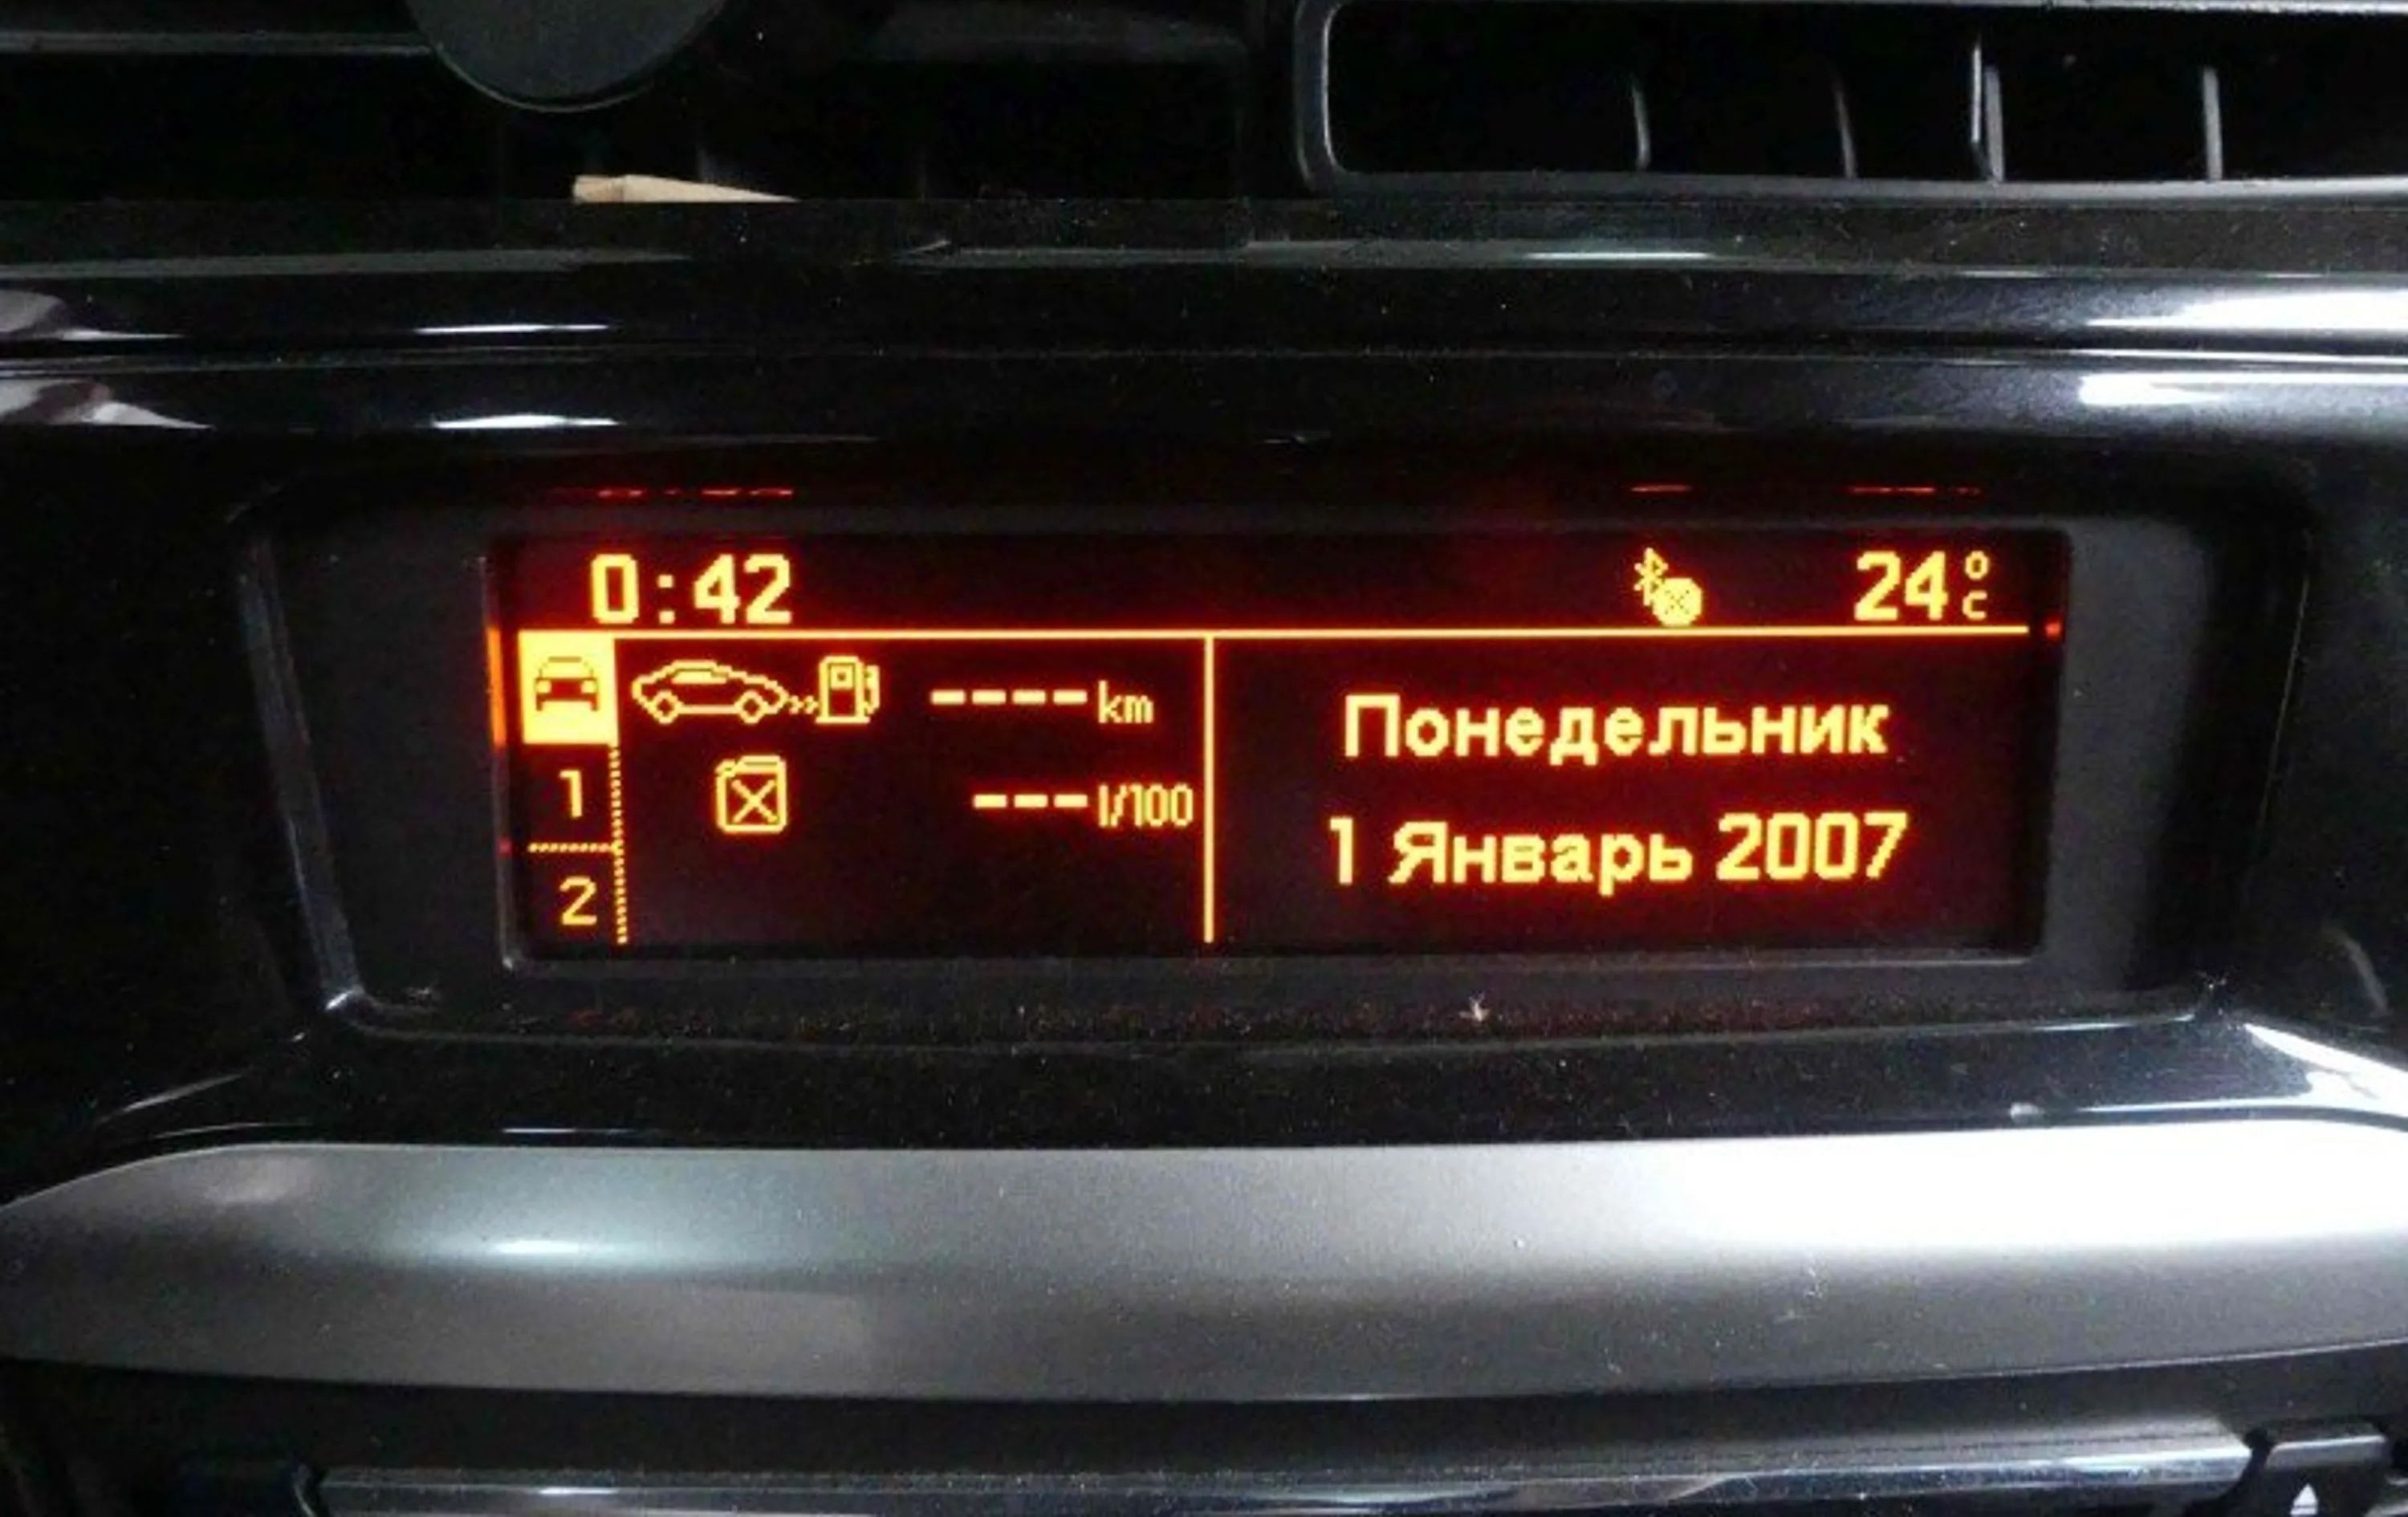 0:42 24°C
---- km
--- l/100
1
2
Понедельник
1 Январь 2007